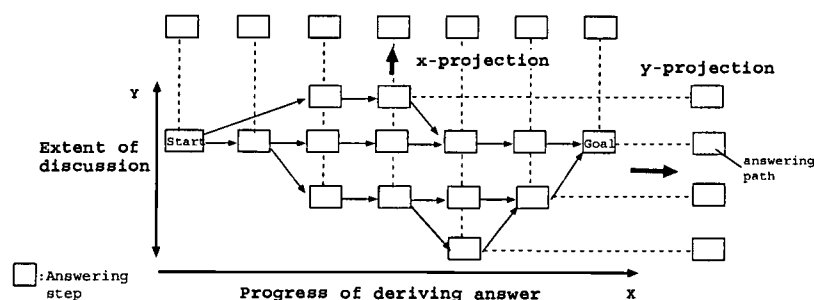 x-projection
y-projection
Y
Extent of
discussion
Start
Goal
answering
path
:Answering
step
Progress of deriving answer
X